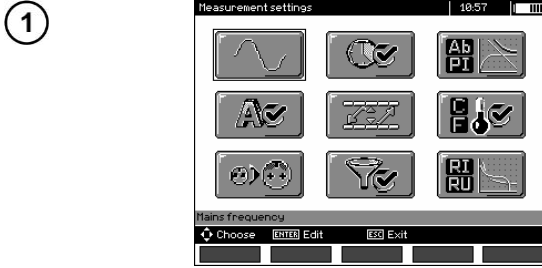 1
Measurement settings 10:57
Ab
PI
A
C
F
RI
RU
Mains frequency
Choose ENTER Edit ESC Exit